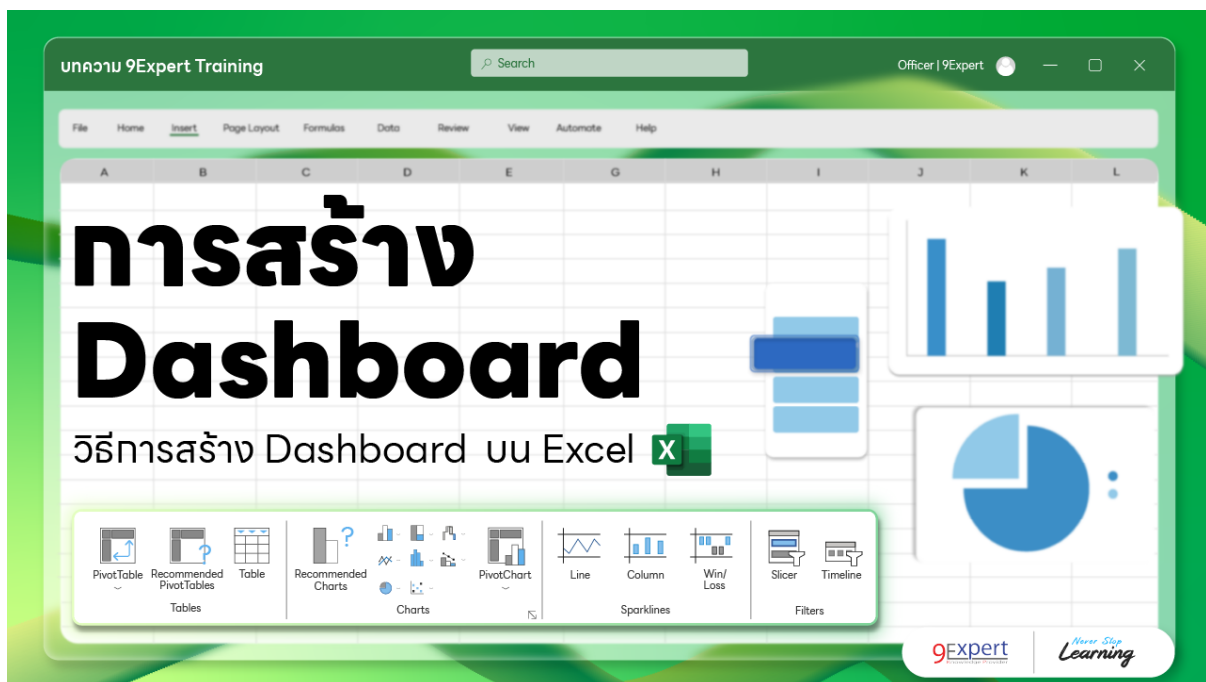 บทความ 9Expert Training
Search
Officer | 9Expert
File Home Insert Page Layout Formulas Data Review View Automate Help
A B C D E G H I J K L
การสร้าง
Dashboard
วิธีการสร้าง Dashboard บน Excel
X
PivotTable Recommended PivotTables Table Recommended Charts PivotChart Line Column Win/Loss Slicer Timeline
Tables Charts Sparklines Filters
9Expert
Knowledge Provider
Never Stop
Learning